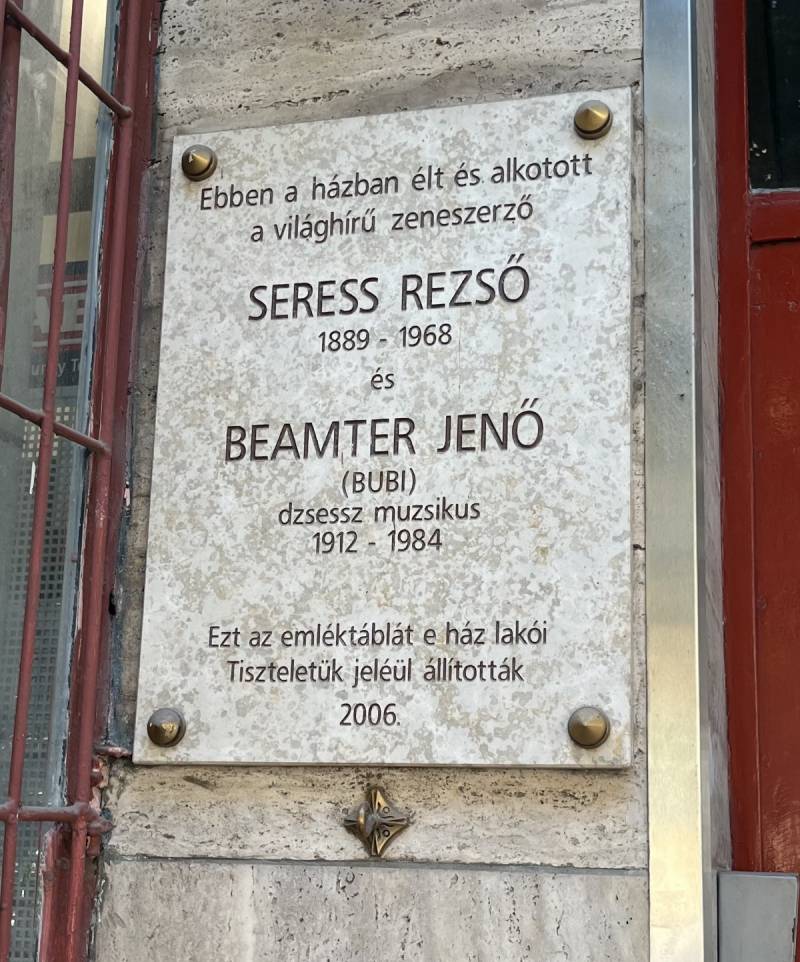 Ebben a házban élt és alkotott
a világhírű zeneszerző
SERESS REZSŐ
1889 - 1968
és
BEAMTER JENŐ
(BUBI)
dzsessz muzsikus
1912 - 1984
Ezt az emléktáblát e ház lakói
Tiszteletük jeléül állították
2006.